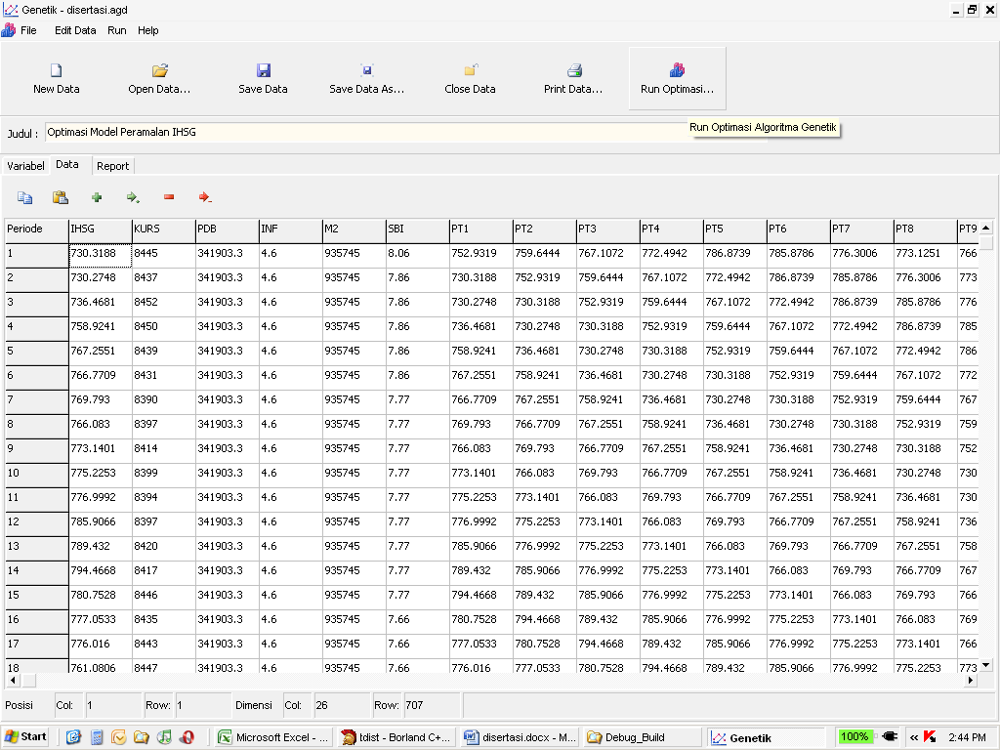 Genetik - disertasi.agd
File Edit Data Run Help
New Data Open Data... Save Data Save Data As... Close Data Print Data... Run Optimasi...
Judul : Optimasi Model Peramalan IHSG
Run Optimasi Algoritma Genetik
Variabel Data Report
Periode IHSG KURS PDB INF M2 SBI PT1 PT2 PT3 PT4 PT5 PT6 PT7 PT8 PT9
1 730.3188 8445 341903.3 4.6 935745 8.06 752.9319 759.6444 767.1072 772.4942 786.8739 785.8786 776.3006 773.1251 766
2 730.2748 8437 341903.3 4.6 935745 7.86 730.3188 752.9319 759.6444 767.1072 772.4942 786.8739 785.8786 776.3006 773
3 736.4681 8452 341903.3 4.6 935745 7.86 730.2748 730.3188 752.9319 759.6444 767.1072 772.4942 786.8739 785.8786 776
4 758.9241 8450 341903.3 4.6 935745 7.86 736.4681 730.2748 730.3188 752.9319 759.6444 767.1072 772.4942 786.8739 785
5 767.2551 8439 341903.3 4.6 935745 7.86 758.9241 736.4681 730.2748 730.3188 752.9319 759.6444 767.1072 772.4942 786
6 766.7709 8431 341903.3 4.6 935745 7.86 767.2551 758.9241 736.4681 730.2748 730.3188 752.9319 759.6444 767.1072 772
7 769.793 8390 341903.3 4.6 935745 7.77 766.7709 767.2551 758.9241 736.4681 730.2748 730.3188 752.9319 759.6444 767
8 766.083 8397 341903.3 4.6 935745 7.77 769.793 766.7709 767.2551 758.9241 736.4681 730.2748 730.3188 752.9319 759
9 773.1401 8414 341903.3 4.6 935745 7.77 766.083 769.793 766.7709 767.2551 758.9241 736.4681 730.2748 730.3188 752
10 775.2253 8399 341903.3 4.6 935745 7.77 773.1401 766.083 769.793 766.7709 767.2551 758.9241 736.4681 730.2748 730
11 776.9992 8394 341903.3 4.6 935745 7.77 775.2253 773.1401 766.083 769.793 766.7709 767.2551 758.9241 736.4681 730
12 785.9066 8397 341903.3 4.6 935745 7.77 776.9992 775.2253 773.1401 766.083 769.793 766.7709 767.2551 758.9241 736
13 789.432 8420 341903.3 4.6 935745 7.77 785.9066 776.9992 775.2253 773.1401 766.083 769.793 766.7709 767.2551 758
14 794.4668 8417 341903.3 4.6 935745 7.77 789.432 785.9066 776.9992 775.2253 773.1401 766.083 769.793 766.7709 767
15 780.7528 8446 341903.3 4.6 935745 7.77 794.4668 789.432 785.9066 776.9992 775.2253 773.1401 766.083 769.793 766
16 777.0533 8435 341903.3 4.6 935745 7.66 780.7528 794.4668 789.432 785.9066 776.9992 775.2253 773.1401 766.083 769
17 776.016 8443 341903.3 4.6 935745 7.66 777.0533 780.7528 794.4668 789.432 785.9066 776.9992 775.2253 773.1401 766
18 761.0806 8447 341903.3 4.6 935745 7.66 776.016 777.0533 780.7528 794.4668 789.432 785.9066 776.9992 775.2253 773
Posisi Col: 1 Row: 1 Dimensi Col: 26 Row: 707
Start Microsoft Excel - ... tdist - Borland C+... disertasi.docx - M... Debug_Build Genetik 100% « 2:44 PM